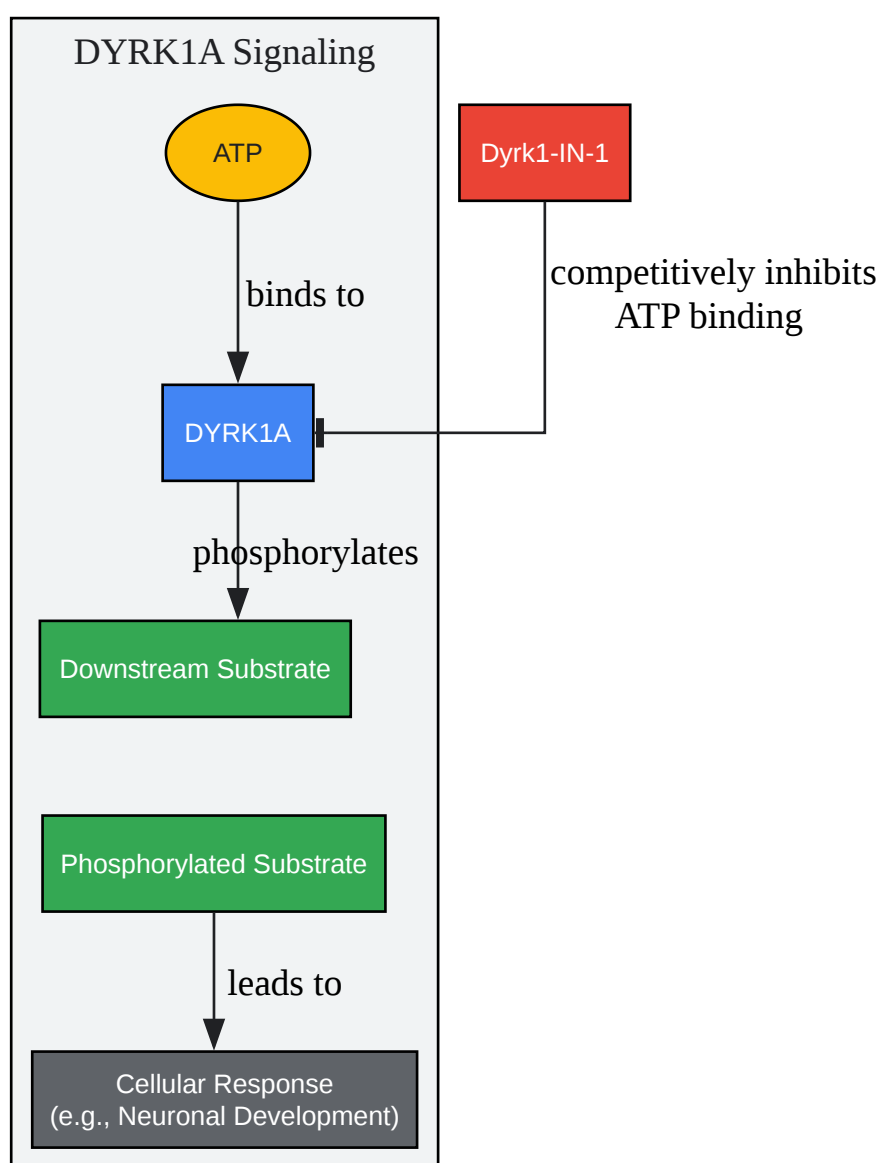 DYRK1A Signaling
ATP
Dyrk1-IN-1
binds to
competitively inhibits
ATP binding
DYRK1A
phosphorylates
Downstream Substrate
Phosphorylated Substrate
leads to
Cellular Response
(e.g., Neuronal Development)